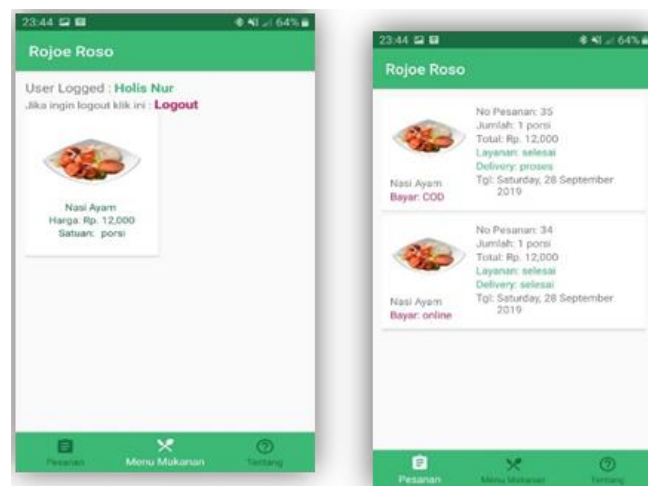 23:44 64%
Rojoe Roso
User Logged : Holis Nur
Jika ingin logout klik ini : Logout
Nasi Ayam
Harga: Rp. 12,000
Satuan: porsi
Pesanan Menu Makanan Tentang
23:44 64%
Rojoe Roso
No Pesanan: 35
Jumlah: 1 porsi
Total: Rp. 12,000
Layanan: selesai
Delivery: proses
Tgl: Saturday, 28 September
2019
Nasi Ayam
Bayar: COD
No Pesanan: 34
Jumlah: 1 porsi
Total: Rp. 12,000
Layanan: selesai
Delivery: selesai
Tgl: Saturday, 28 September
2019
Nasi Ayam
Bayar: online
Pesanan Menu Makanan Tentang